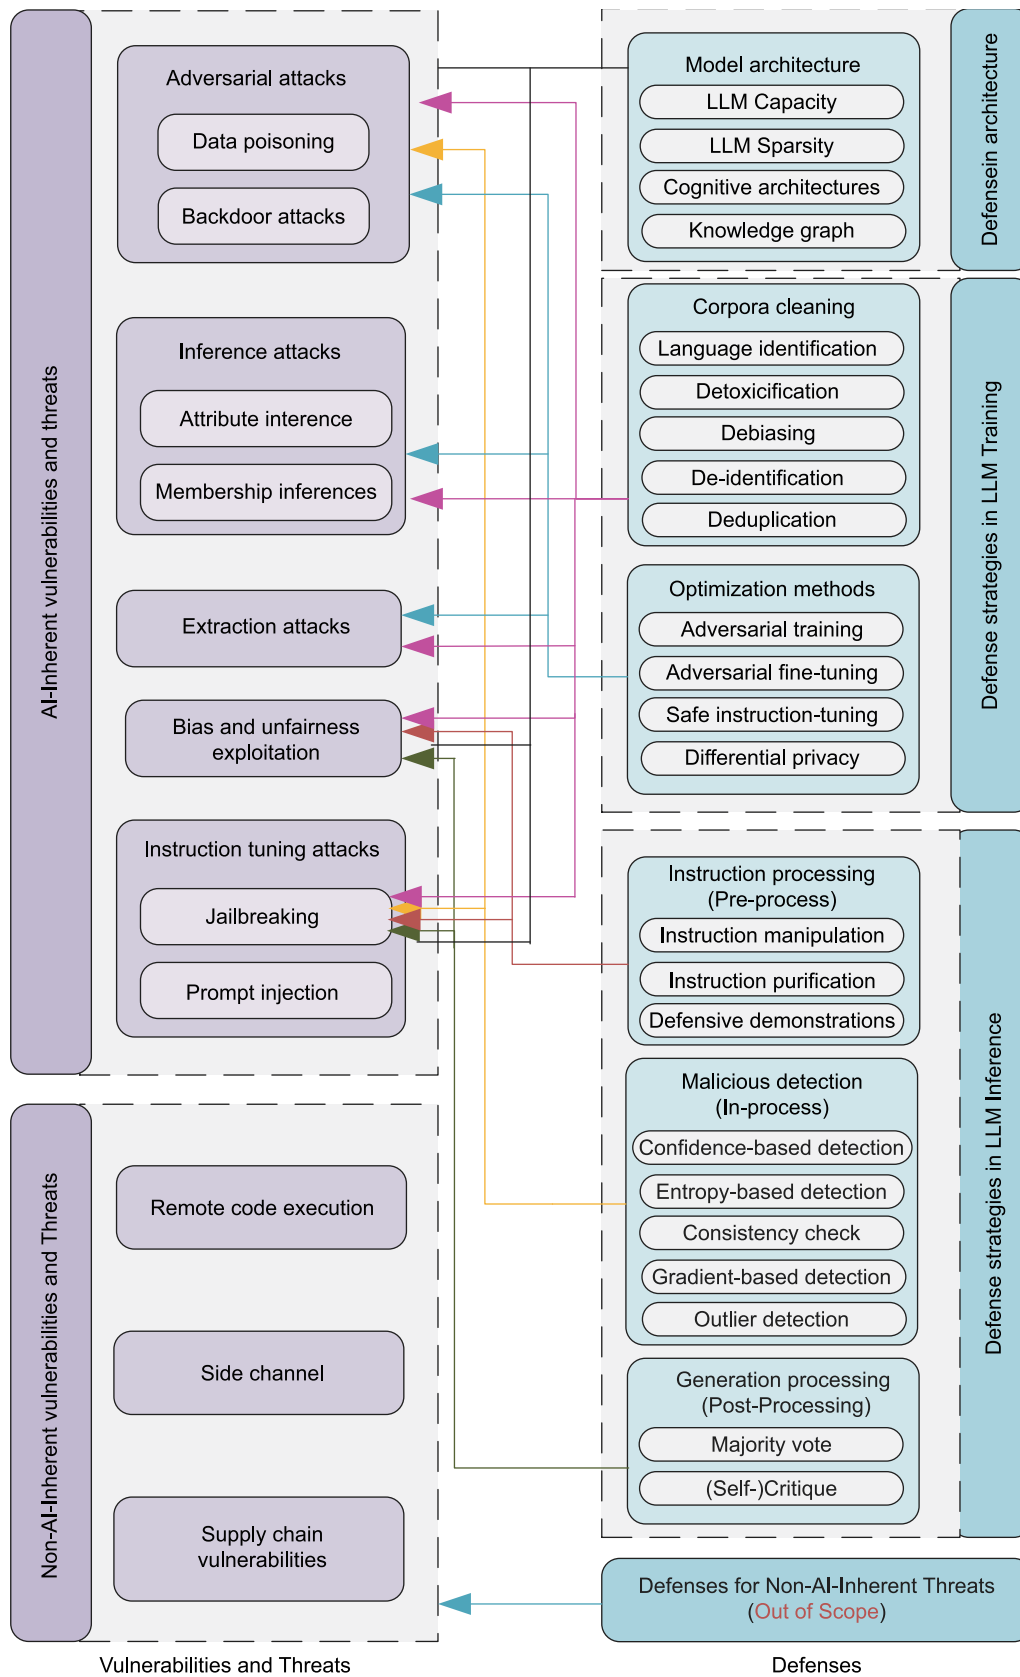 AI-Inherent vulnerabilities and threats
Adversarial attacks
Data poisoning
Backdoor attacks
Inference attacks
Attribute interence
Membership inferences
Extraction attacks
Bias and unfairness
exploitation
Instruction tuning attacks
Jailbreaking
Prompt injection
Non-AI-Inherent vulnerabilities and Threats
Remote code execution
Side channel
Supply chain
vulnerabilities
Vulnerabilities and Threats
Defensein architecture
Model architecture
LLM Capacity
LLM Sparsity
Cognitive architectures
Knowledge graph
Defense strategies in LLM Training
Corpora cleaning
Language identification
Detoxicification
Debiasing
De-identification
Deduplication
Optimization methods
Adversarial training
Adversarial fine-tuning
Safe instruction-tuning
Differential privacy
Defense strategies in LLM Inference
Instruction processing
(Pre-process)
Instruction manipulation
Instruction purification
Defensive demonstrations
Malicious detection
(In-process)
Confidence-based detection
Entropy-based detection
Consistency check
Gradient-based detection
Outlier detection
Generation processing
(Post-Processing)
Majority vote
(Self-)Critique
Defenses for Non-AI-Inherent Threats
(Out of Scope)
Defenses